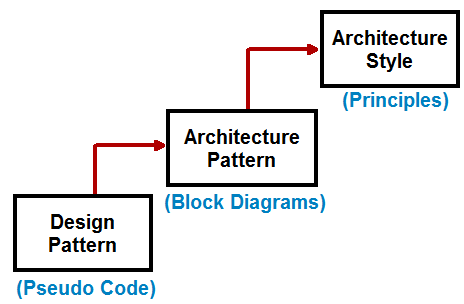 Architecture
Style
(Principles)
Architecture
Pattern
(Block Diagrams)
Design
Pattern
(Pseudo Code)